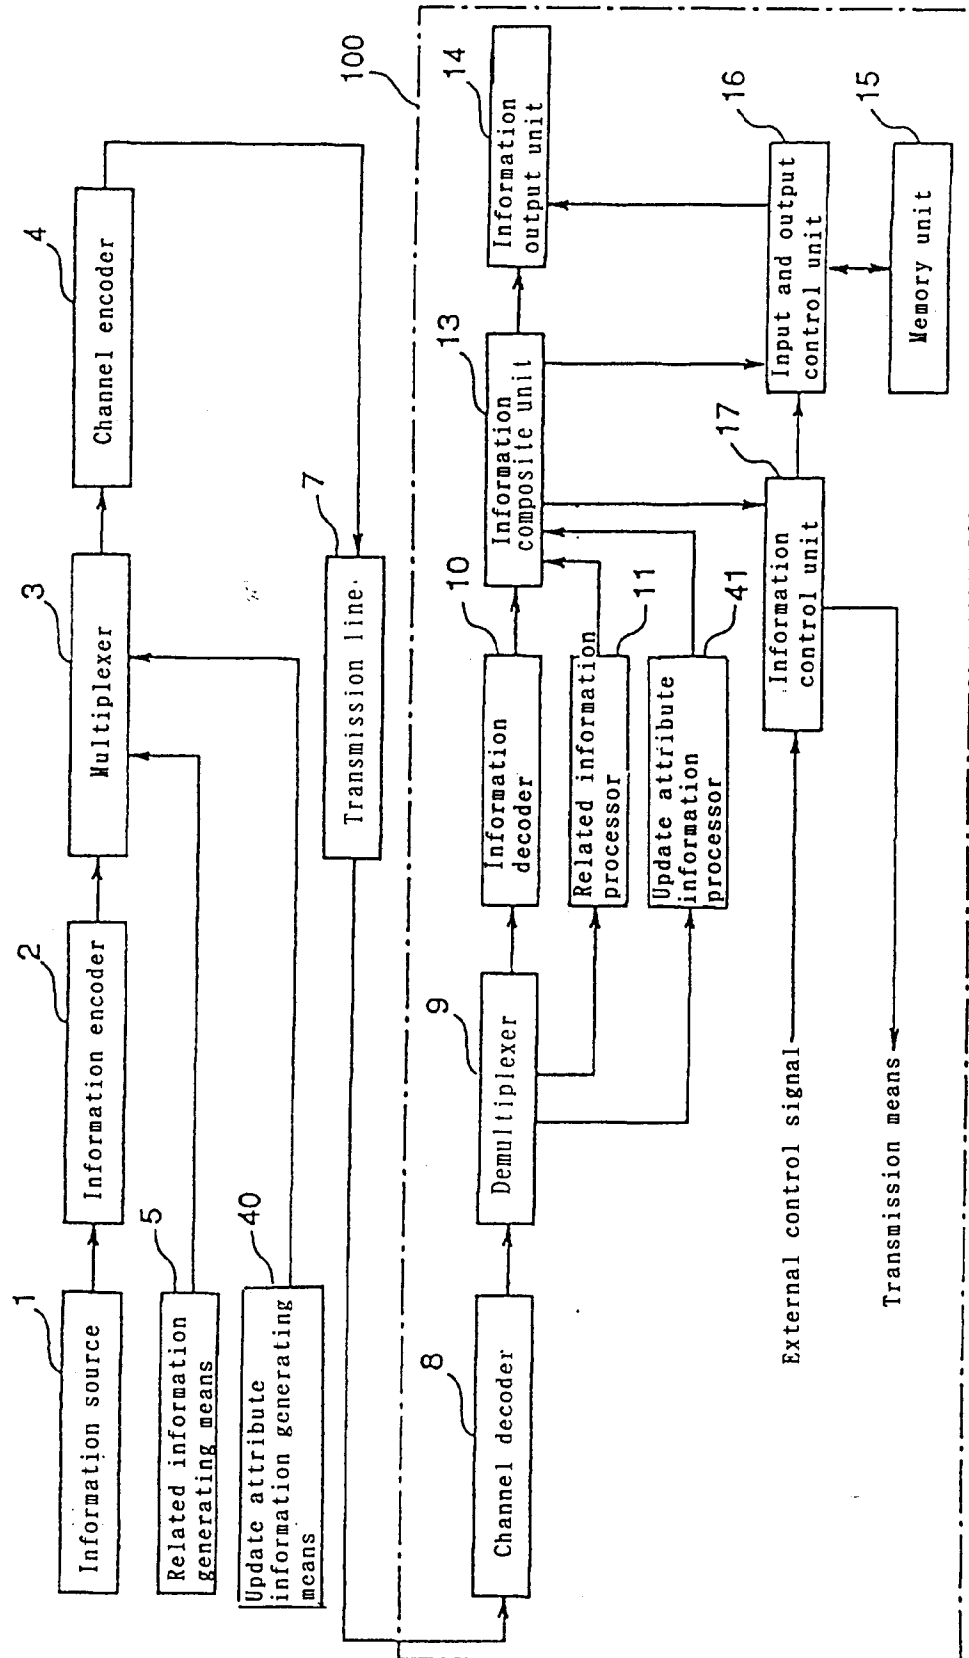 1
Information source
2
Information encoder
3
Multiplexer
4
Channel encoder
5
Related information
generating means
40
Update attribute
information generating
means
7
Transmission line
100
8
Channel decoder
9
Demultiplexer
10
Information
decoder
11
Related information
processor
41
Update attribute
information
processor
13
Information
composite unit
14
Information
output unit
17
Information
control unit
16
Input and output
control unit
15
Memory unit
External control signal
Transmission means